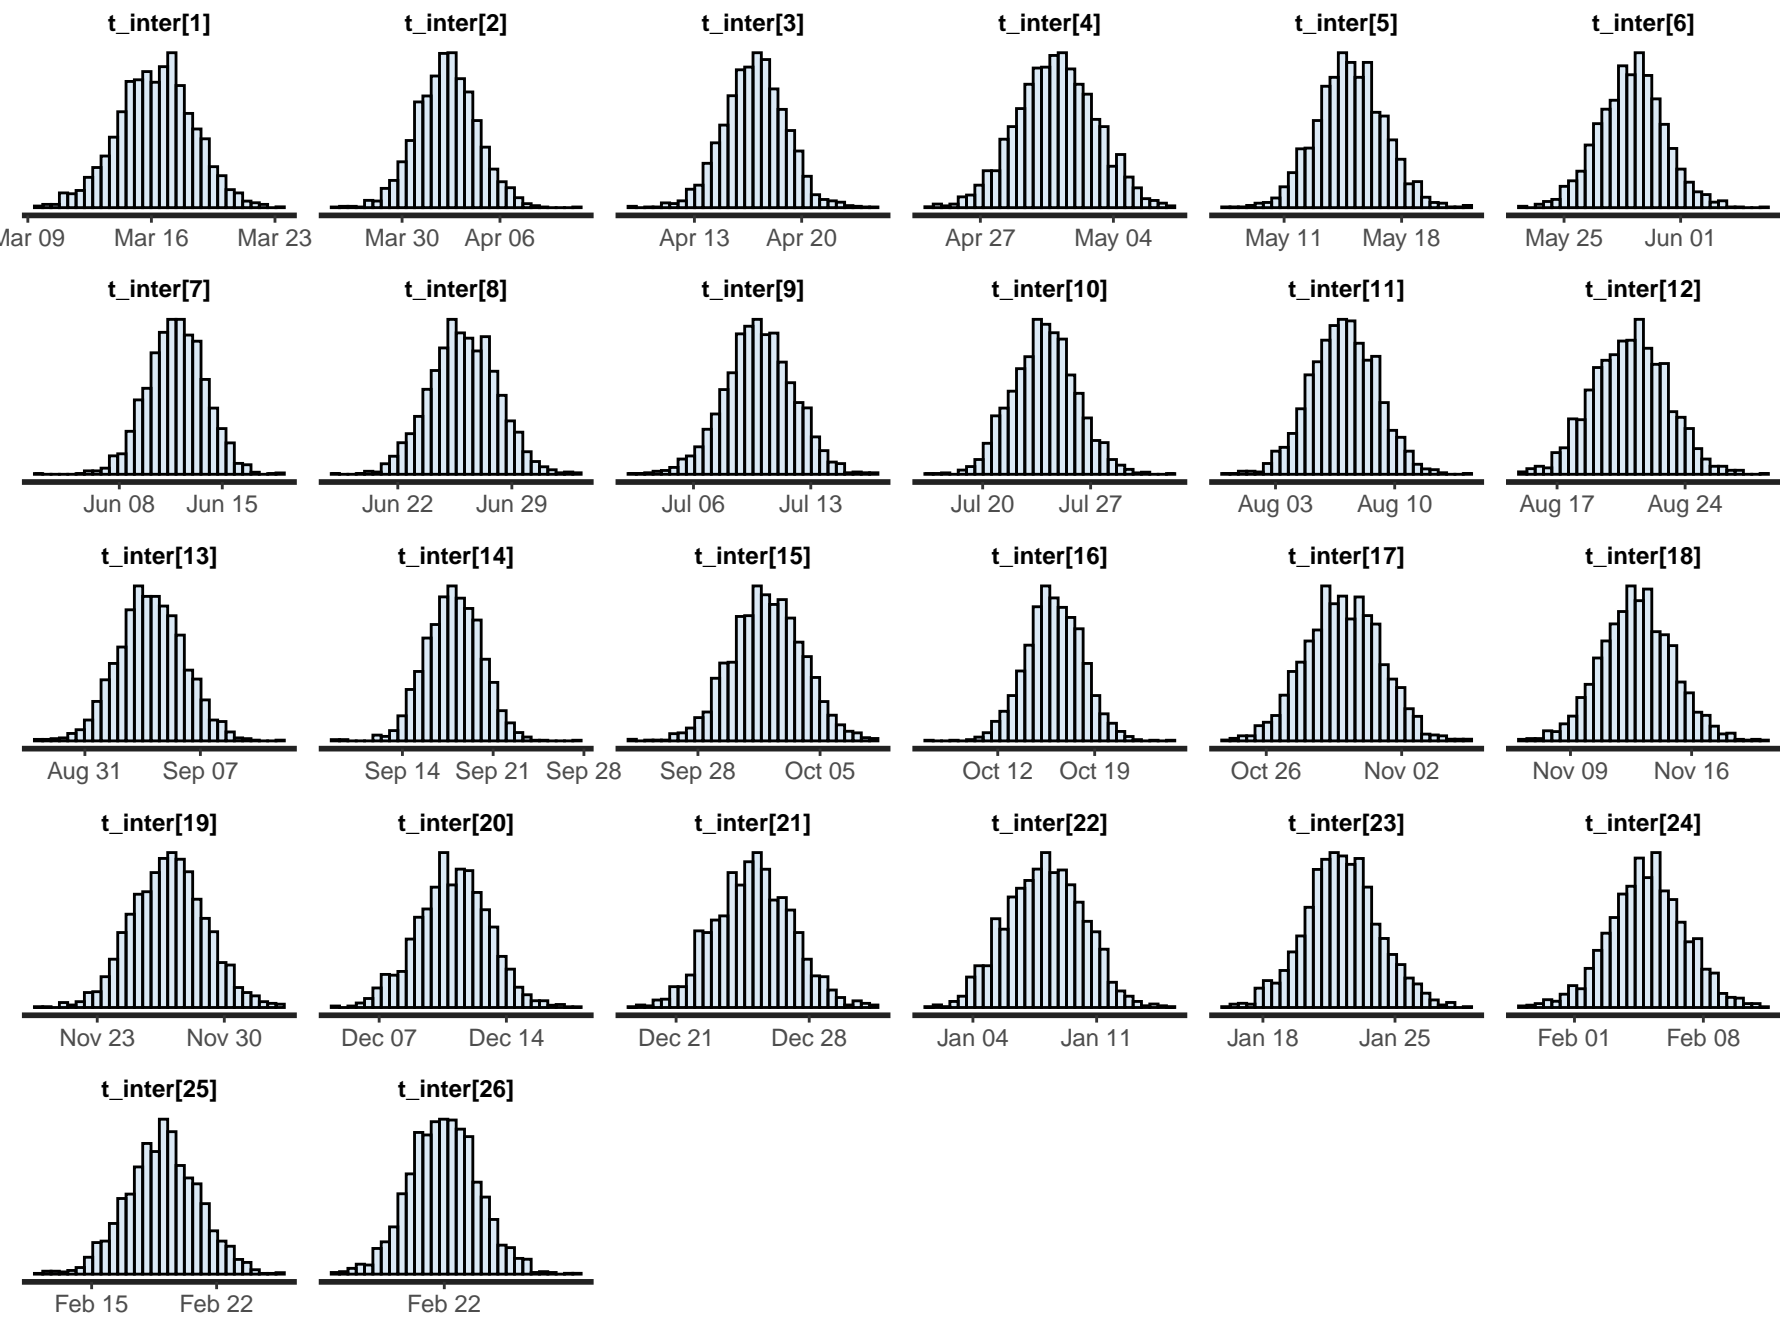 t_inter[1] t_inter[2] t_inter[3] t_inter[4] t_inter[5] t_inter[6]
Mar 09 Mar 16 Mar 23 Mar 30 Apr 06 Apr 13 Apr 20 Apr 27 May 04 May 11 May 18 May 25 Jun 01
t_inter[7] t_inter[8] t_inter[9] t_inter[10] t_inter[11] t_inter[12]
Jun 08 Jun 15 Jun 22 Jun 29 Jul 06 Jul 13 Jul 20 Jul 27 Aug 03 Aug 10 Aug 17 Aug 24
t_inter[13] t_inter[14] t_inter[15] t_inter[16] t_inter[17] t_inter[18]
Aug 31 Sep 07 Sep 14 Sep 21 Sep 28 Sep 28 Oct 05 Oct 12 Oct 19 Oct 26 Nov 02 Nov 09 Nov 16
t_inter[19] t_inter[20] t_inter[21] t_inter[22] t_inter[23] t_inter[24]
Nov 23 Nov 30 Dec 07 Dec 14 Dec 21 Dec 28 Jan 04 Jan 11 Jan 18 Jan 25 Feb 01 Feb 08
t_inter[25] t_inter[26]
Feb 15 Feb 22 Feb 22